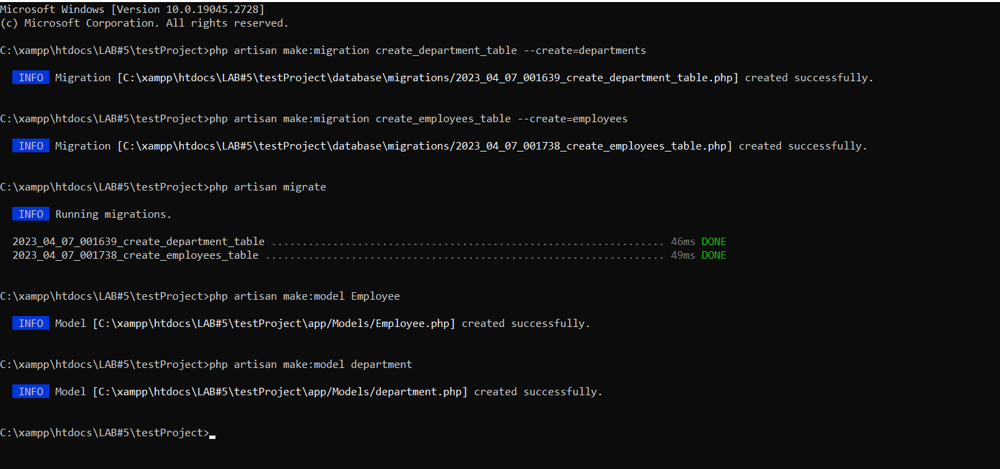 Microsoft Windows [Version 10.0.19045.2728]
(c) Microsoft Corporation. All rights reserved.
C:\xampp\htdocs\LAB#5\testProject>php artisan make:migration create_department_table --create=departments
INFO Migration [C:\xampp\htdocs\LAB#5\testProject\database\migrations/2023_04_07_001639_create_department_table.php] created successfully.
C:\xampp\htdocs\LAB#5\testProject>php artisan make:migration create_employees_table --create=employees
INFO Migration [C:\xampp\htdocs\LAB#5\testProject\database\migrations/2023_04_07_001738_create_employees_table.php] created successfully.
C:\xampp\htdocs\LAB#5\testProject>php artisan migrate
INFO Running migrations.
2023_04_07_001639_create_department_table ................................................................ 46ms DONE
2023_04_07_001738_create_employees_table ................................................................. 49ms DONE
C:\xampp\htdocs\LAB#5\testProject>php artisan make:model Employee
INFO Model [C:\xampp\htdocs\LAB#5\testProject\app/Models/Employee.php] created successfully.
C:\xampp\htdocs\LAB#5\testProject>php artisan make:model department
INFO Model [C:\xampp\htdocs\LAB#5\testProject\app/Models/department.php] created successfully.
C:\xampp\htdocs\LAB#5\testProject>